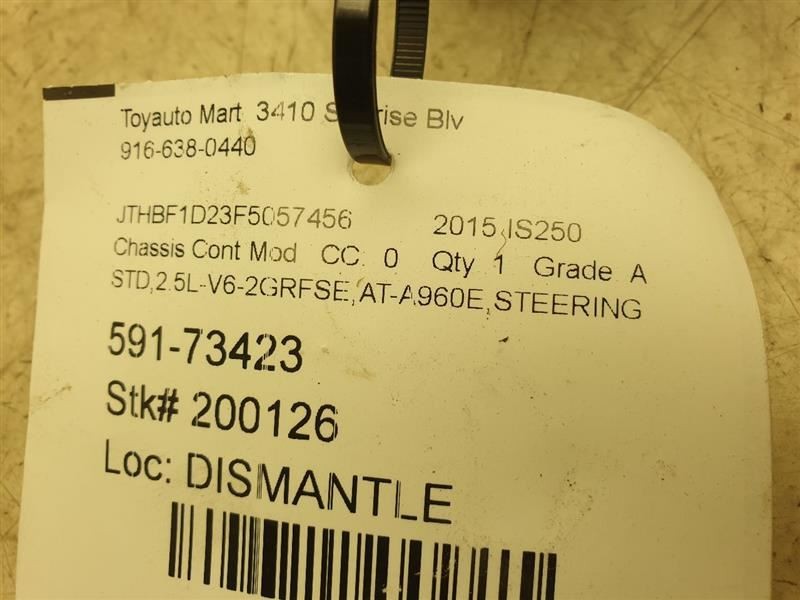 Toyauto Mart 3410 S rise Blv
916-638-0440
JTHBF1D23F5057456 2015 IS250
Chassis Cont Mod CC: 0 Qty 1 Grade A
STD,2.5L-V6-2GRFSE,AT-A960E,STEERING
591-73423
Stk# 200126
Loc: DISMANTLE